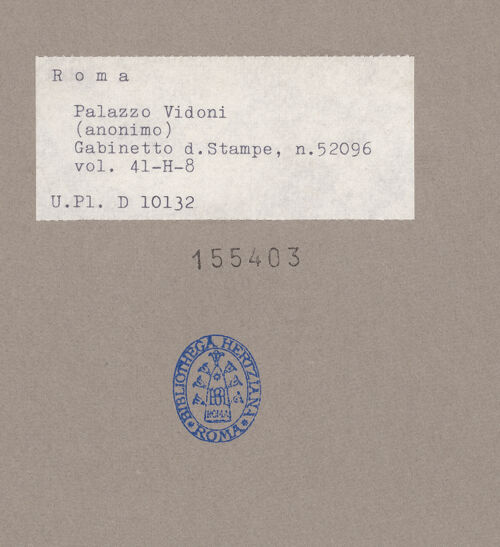 R o m a
Palazzo Vidoni
(anonimo)
Gabinetto d.Stampe, n.52096
vol. 41-H-8
U.Pl. D 10132
155403
BIBLIOTHECA HERTZIANA
ROMA